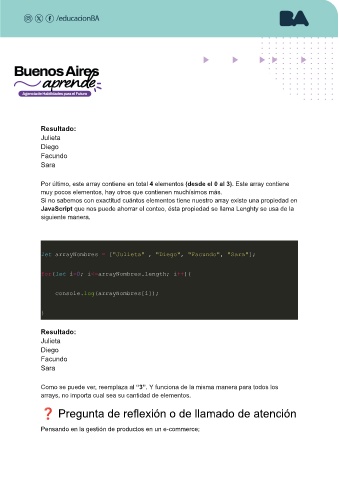 /educacionBA
BA
Buenos Aires
aprende
Agencia de Habilidades para el Futuro
Resultado:
Julieta
Diego
Facundo
Sara
Por último, este array contiene en total 4 elementos (desde el 0 al 3). Este array contiene
muy pocos elementos, hay otros que contienen muchísimos más.
Si no sabemos con exactitud cuántos elementos tiene nuestro array existe una propiedad en
JavaScript que nos puede ahorrar el conteo, ésta propiedad se llama Lenghty se usa de la
siguiente manera.
let arrayNombres = ["Julieta" , "Diego", "Facundo", "Sara"];
for(let i=0; i<=arrayNombres.length; i++){
console.log(arrayNombres[i]);
}
Resultado:
Julieta
Diego
Facundo
Sara
Como se puede ver, reemplaza al "3". Y funciona de la misma manera para todos los
arrays, no importa cual sea su cantidad de elementos.
❓ Pregunta de reflexión o de llamado de atención
Pensando en la gestión de productos en un e-commerce;